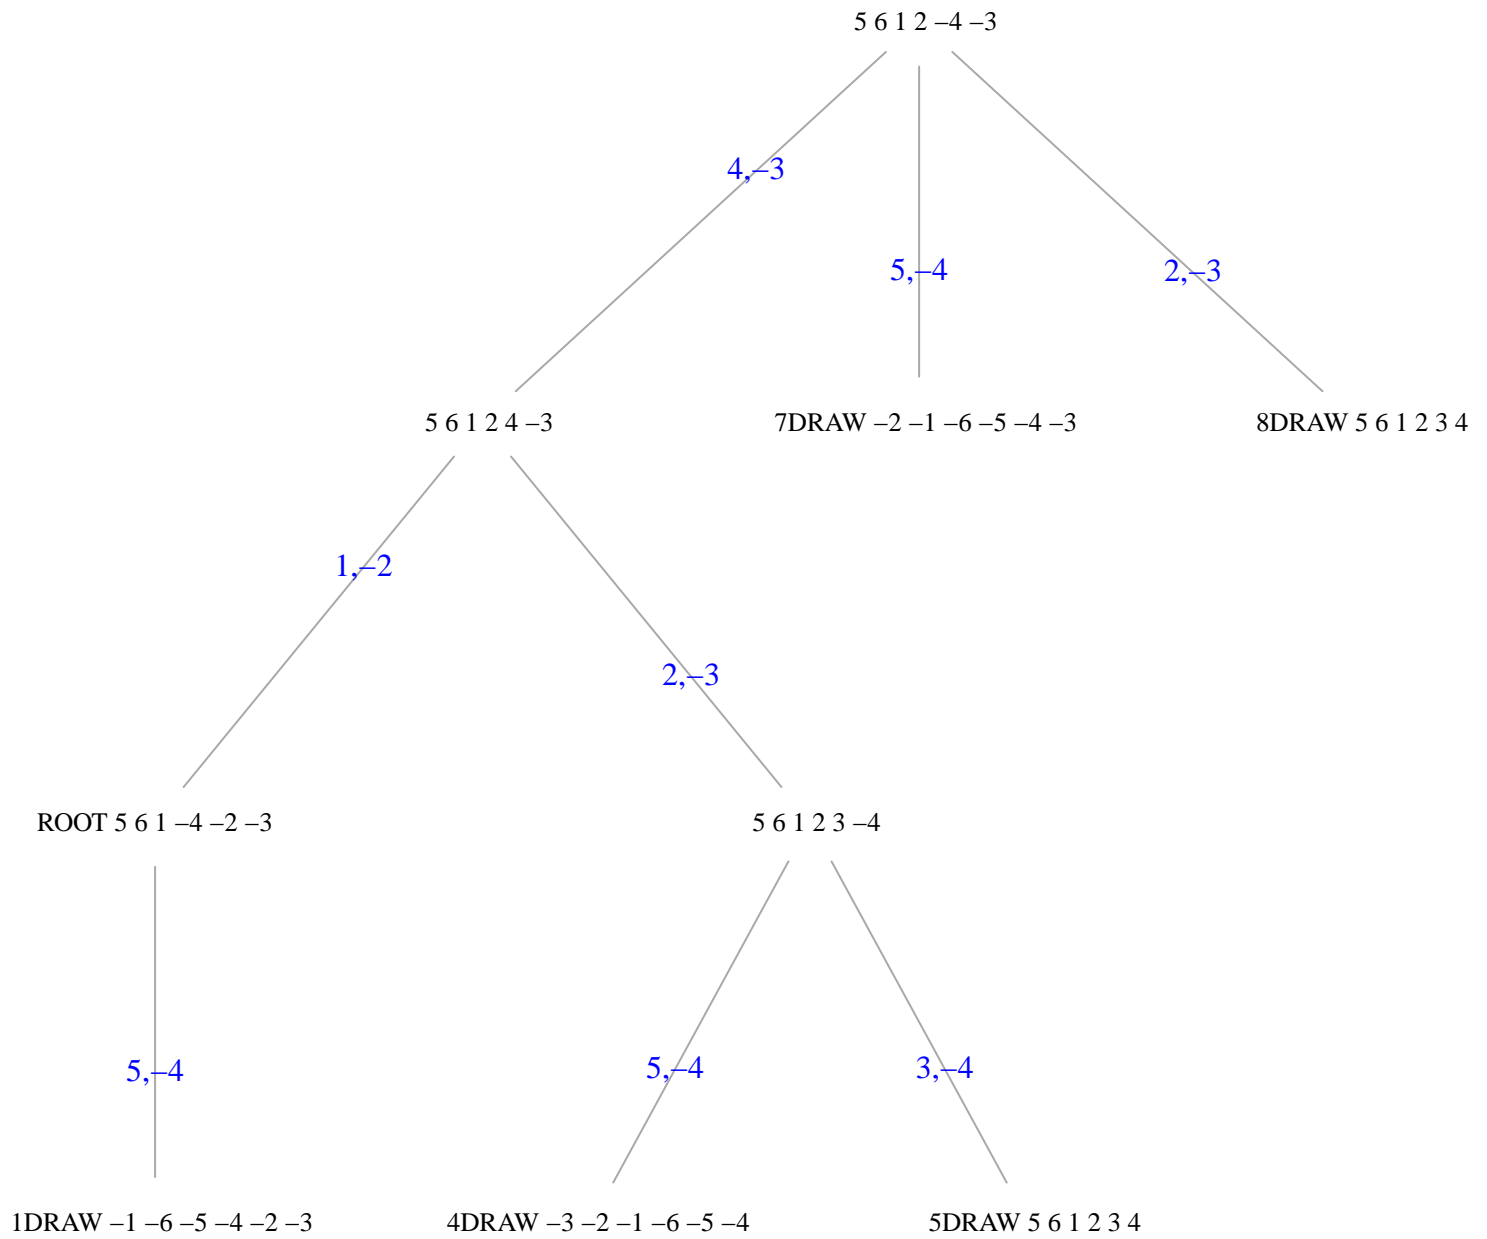 5 6 1 2 –4 –3
4,–3
5,–4
2,–3
5 6 1 2 4 –3
7DRAW –2 –1 –6 –5 –4 –3
8DRAW 5 6 1 2 3 4
1,–2
2,–3
ROOT 5 6 1 –4 –2 –3
5 6 1 2 3 –4
5,–4
5,–4
3,–4
1DRAW –1 –6 –5 –4 –2 –3
4DRAW –3 –2 –1 –6 –5 –4
5DRAW 5 6 1 2 3 4